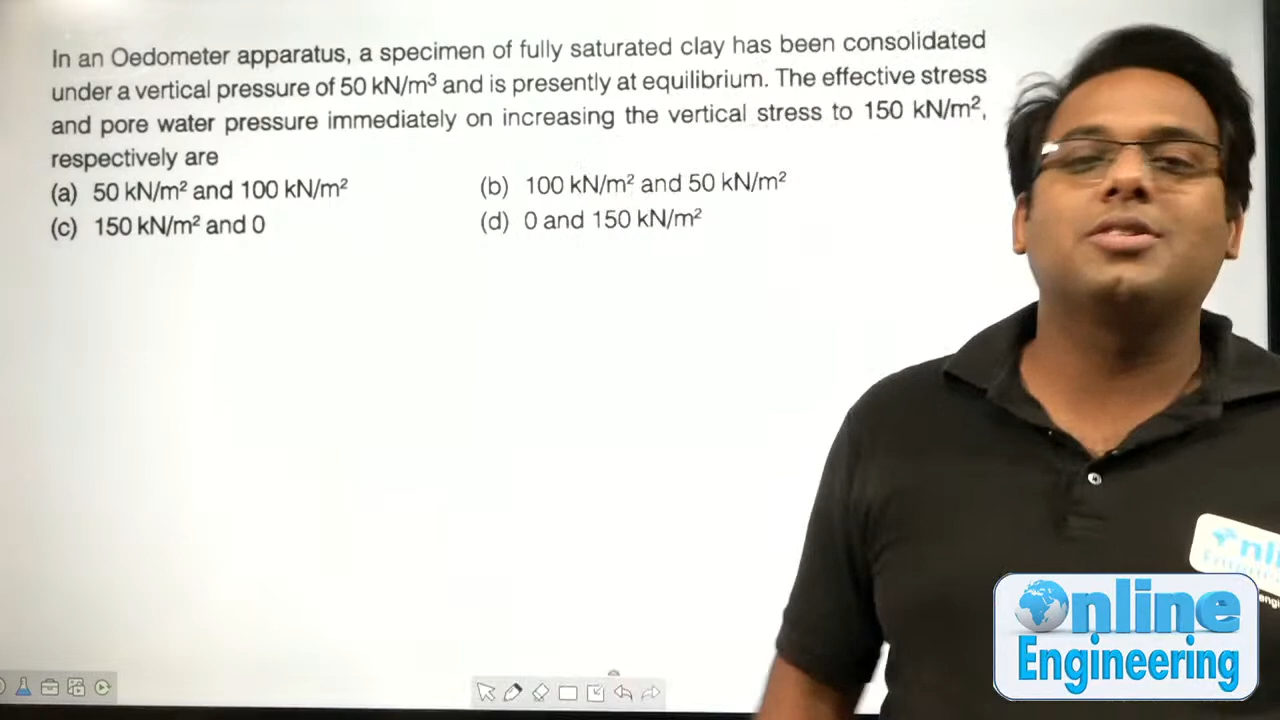 In an Oedometer apparatus, a specimen of fully saturated clay has been consolidated
under a vertical pressure of 50 kN/m³ and is presently at equilibrium. The effective stress
and pore water pressure immediately on increasing the vertical stress to 150 kN/m²,
respectively are
(a) 50 kN/m² and 100 kN/m² (b) 100 kN/m² and 50 kN/m²
(c) 150 kN/m² and 0 (d) 0 and 150 kN/m²
Online
Engineering